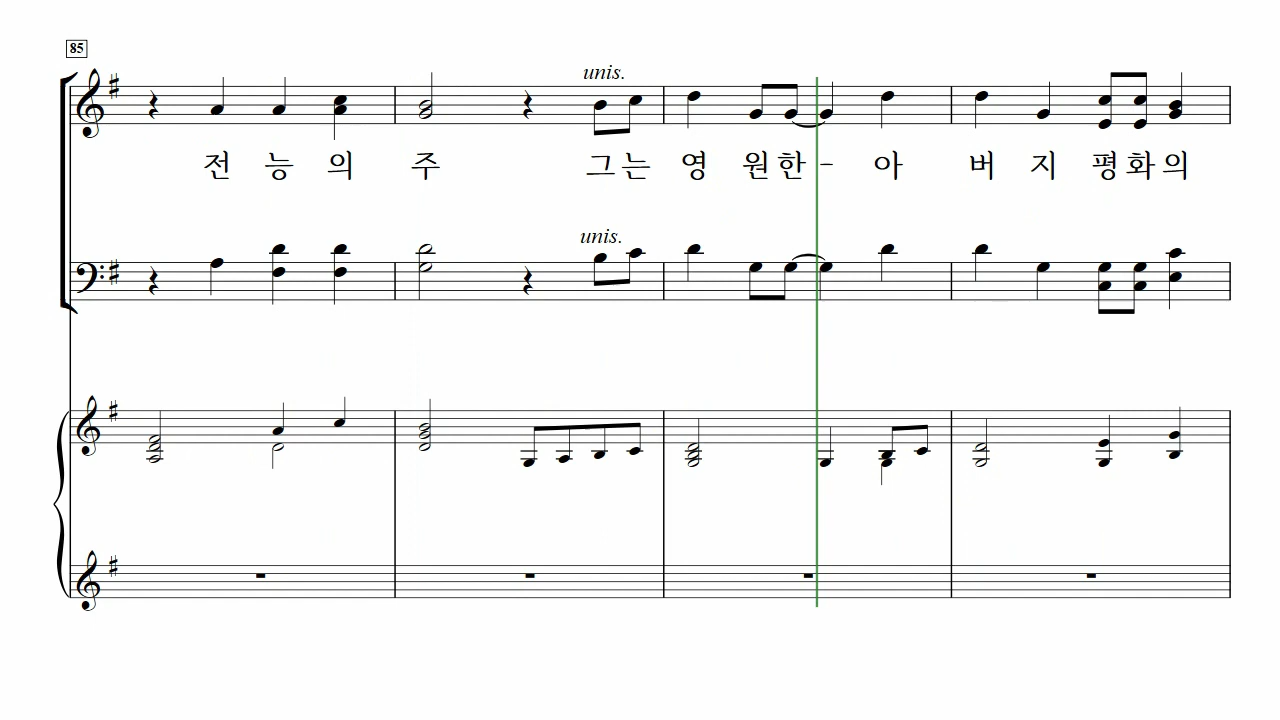 85
unis.
전 능 의 주 그 는 영 원 한 - 아 버 지 평 화 의
unis.